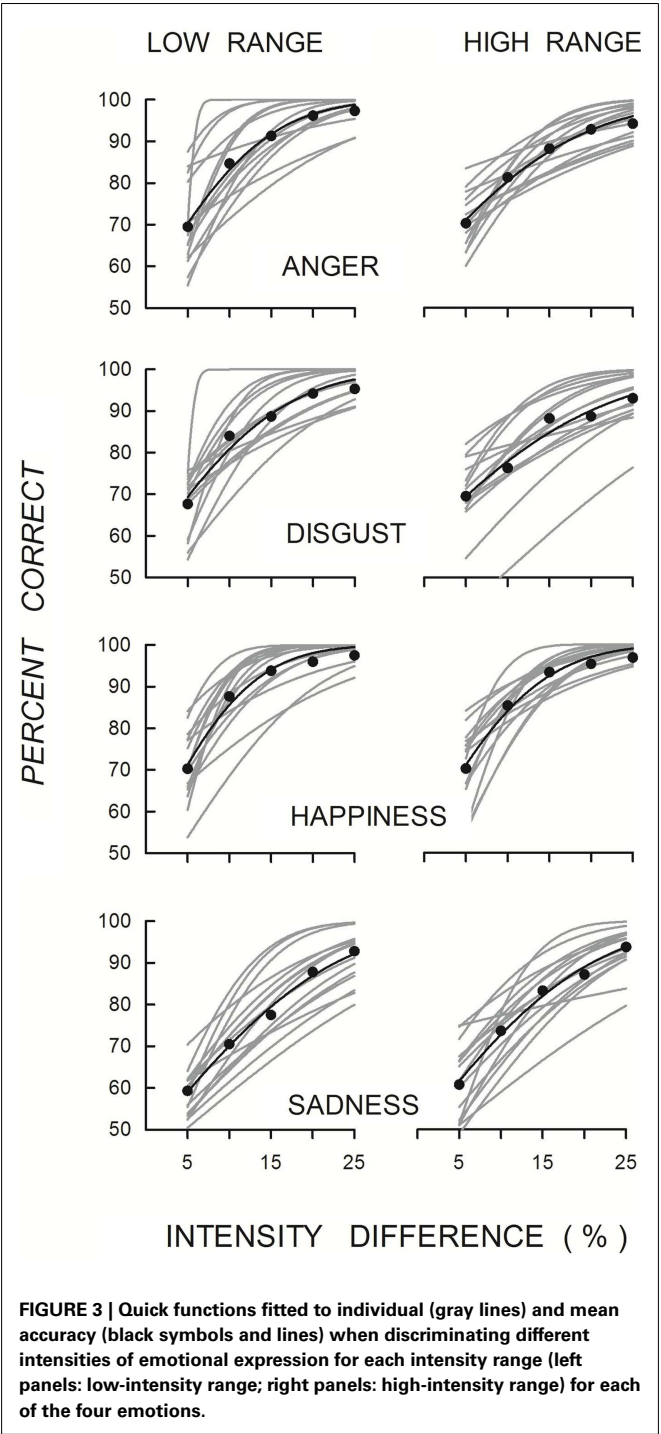 LOW RANGE
HIGH RANGE
100
90
80
70
60
50
ANGER
100
90
80
70
60
50
DISGUST
100
90
80
70
60
50
HAPPINESS
100
90
80
70
60
50
SADNESS
5 15 25
5 15 25
PERCENT CORRECT
INTENSITY DIFFERENCE ( % )
FIGURE 3 | Quick functions fitted to individual (gray lines) and mean
accuracy (black symbols and lines) when discriminating different
intensities of emotional expression for each intensity range (left
panels: low-intensity range; right panels: high-intensity range) for each
of the four emotions.